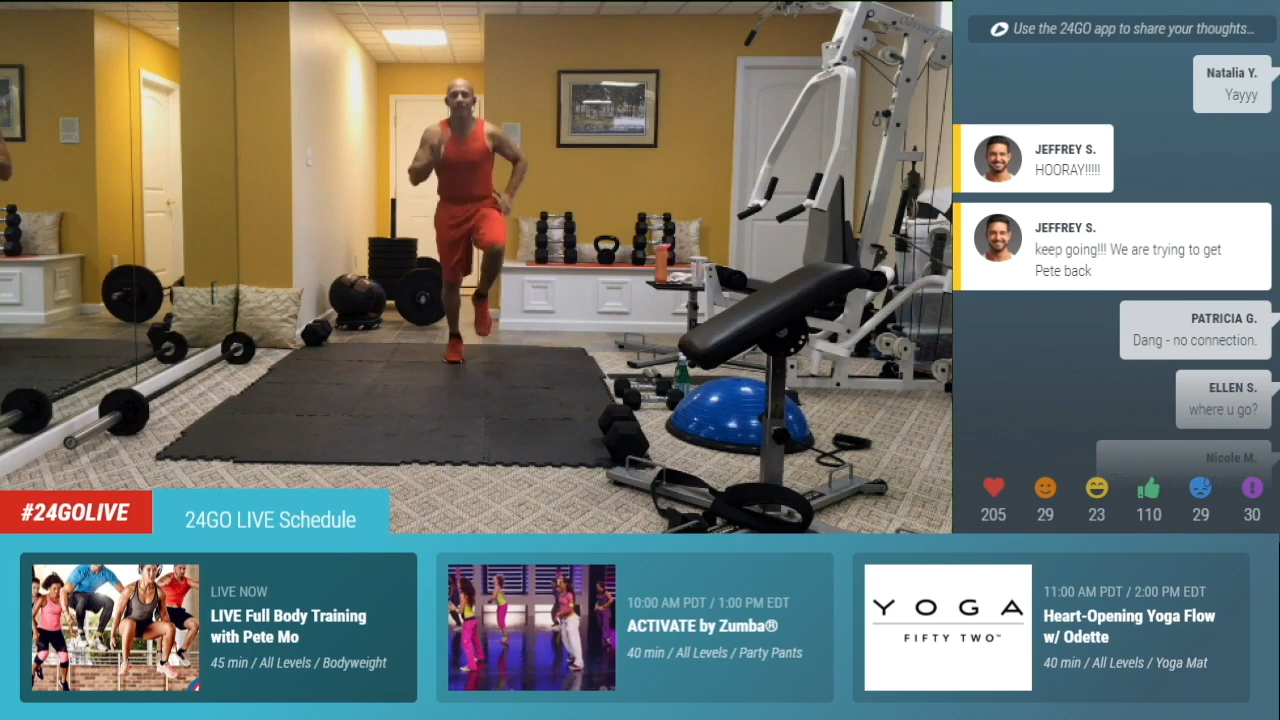 Use the 24GO app to share your thoughts...
Natalia Y.
Yayyy
JEFFREY S.
HOORAY!!!!!
JEFFREY S.
keep going!!! We are trying to get
Pete back
PATRICIA G.
Dang - no connection.
ELLEN S.
where u go?
Nicole M.
205
29
23
110
29
30
#24GOLIVE
24GO LIVE Schedule
LIVE NOW
LIVE Full Body Training
with Pete Mo
45 min / All Levels / Bodyweight
10:00 AM PDT / 1:00 PM EDT
ACTIVATE by Zumba®
40 min / All Levels / Party Pants
YOGA
FIFTY TWO™
11:00 AM PDT / 2:00 PM EDT
Heart-Opening Yoga Flow
w/ Odette
40 min / All Levels / Yoga Mat